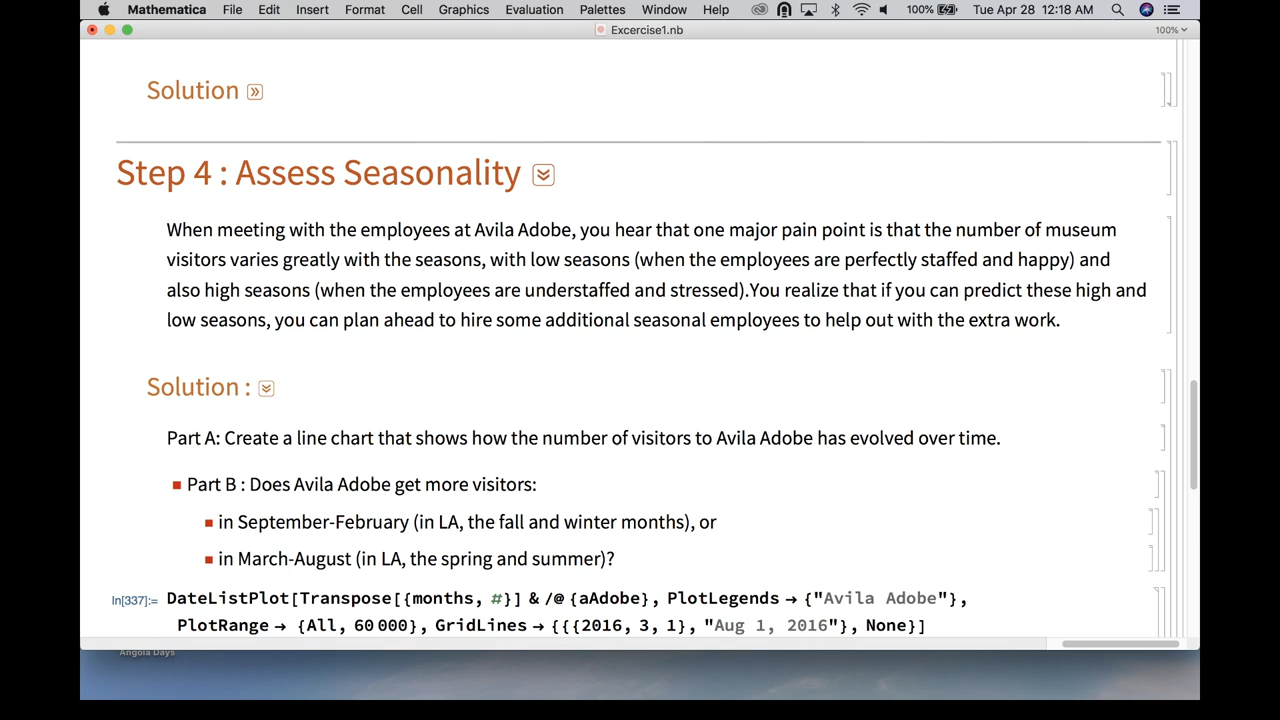 Mathematica File Edit Insert Format Cell Graphics Evaluation Palettes Window Help 100% Tue Apr 28 12:18 AM
Excercise1.nb 100%
Solution
Step 4 : Assess Seasonality
When meeting with the employees at Avila Adobe, you hear that one major pain point is that the number of museum
visitors varies greatly with the seasons, with low seasons (when the employees are perfectly staffed and happy) and
also high seasons (when the employees are understaffed and stressed).You realize that if you can predict these high and
low seasons, you can plan ahead to hire some additional seasonal employees to help out with the extra work.
Solution :
Part A: Create a line chart that shows how the number of visitors to Avila Adobe has evolved over time.
Part B : Does Avila Adobe get more visitors:
in September-February (in LA, the fall and winter months), or
in March-August (in LA, the spring and summer)?
In[337]:= DateListPlot[Transpose[{months, #}] & /@ {aAdobe}, PlotLegends → {"Avila Adobe"},
PlotRange → {All, 60 000}, GridLines → {{{2016, 3, 1}, "Aug 1, 2016"}, None}]
Angola Days